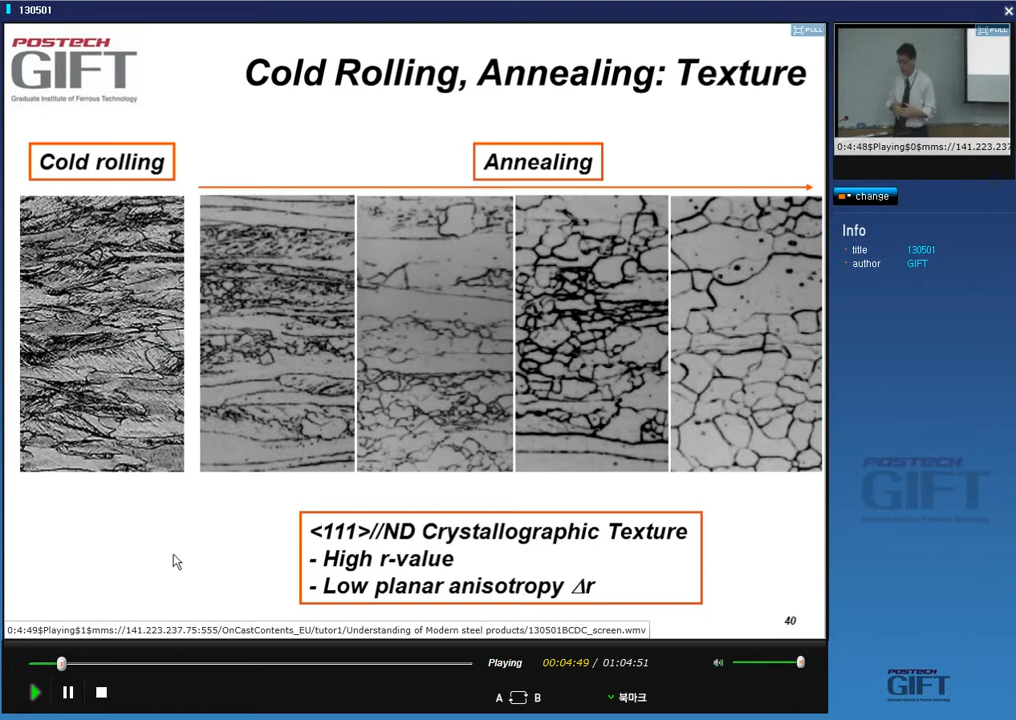 130501
POSTECH
GIFT
Graduate Institute of Ferrous Technology
Cold Rolling, Annealing: Texture
FULL
Cold rolling
Annealing
<111>//ND Crystallographic Texture
- High r-value
- Low planar anisotropy Δr
40
0:4:49$Playing$1$mms://141.223.237.75:555/OnCastContents_EU/tutor1/Understanding of Modern steel products/130501BCDC_screen.wmv
Playing
00:04:49 / 01:04:51
A
B
북마크
FULL
0:4:48$Playing$0$mms://141.223.237
change
Info
title 130501
author GIFT
POSTECH
GIFT
POSTECH
GIFT